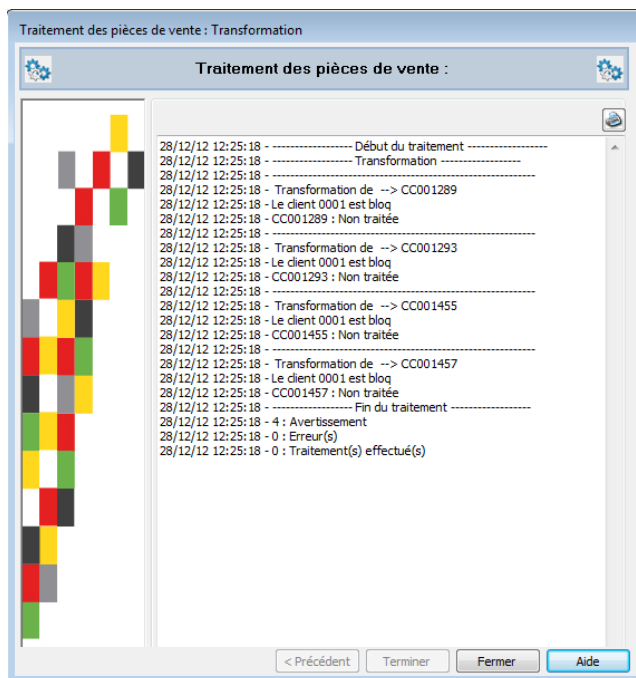 Traitement des pièces de vente : Transformation
Traitement des pièces de vente :
28/12/12 12:25:18 - ------------------ Début du traitement ------------------
28/12/12 12:25:18 - ------------------ Transformation ------------------
28/12/12 12:25:18 - -----------------------------------------------------------
28/12/12 12:25:18 - Transformation de --> CC001289
28/12/12 12:25:18 - Le client 0001 est bloq
28/12/12 12:25:18 - CC001289 : Non traitée
28/12/12 12:25:18 - -----------------------------------------------------------
28/12/12 12:25:18 - Transformation de --> CC001293
28/12/12 12:25:18 - Le client 0001 est bloq
28/12/12 12:25:18 - CC001293 : Non traitée
28/12/12 12:25:18 - -----------------------------------------------------------
28/12/12 12:25:18 - Transformation de --> CC001455
28/12/12 12:25:18 - Le client 0001 est bloq
28/12/12 12:25:18 - CC001455 : Non traitée
28/12/12 12:25:18 - -----------------------------------------------------------
28/12/12 12:25:18 - Transformation de --> CC001457
28/12/12 12:25:18 - Le client 0001 est bloq
28/12/12 12:25:18 - CC001457 : Non traitée
28/12/12 12:25:18 - ------------------ Fin du traitement ------------------
28/12/12 12:25:18 - 4 : Avertissement
28/12/12 12:25:18 - 0 : Erreur(s)
28/12/12 12:25:18 - 0 : Traitement(s) effectué(s)
< Précédent Terminer Fermer Aide